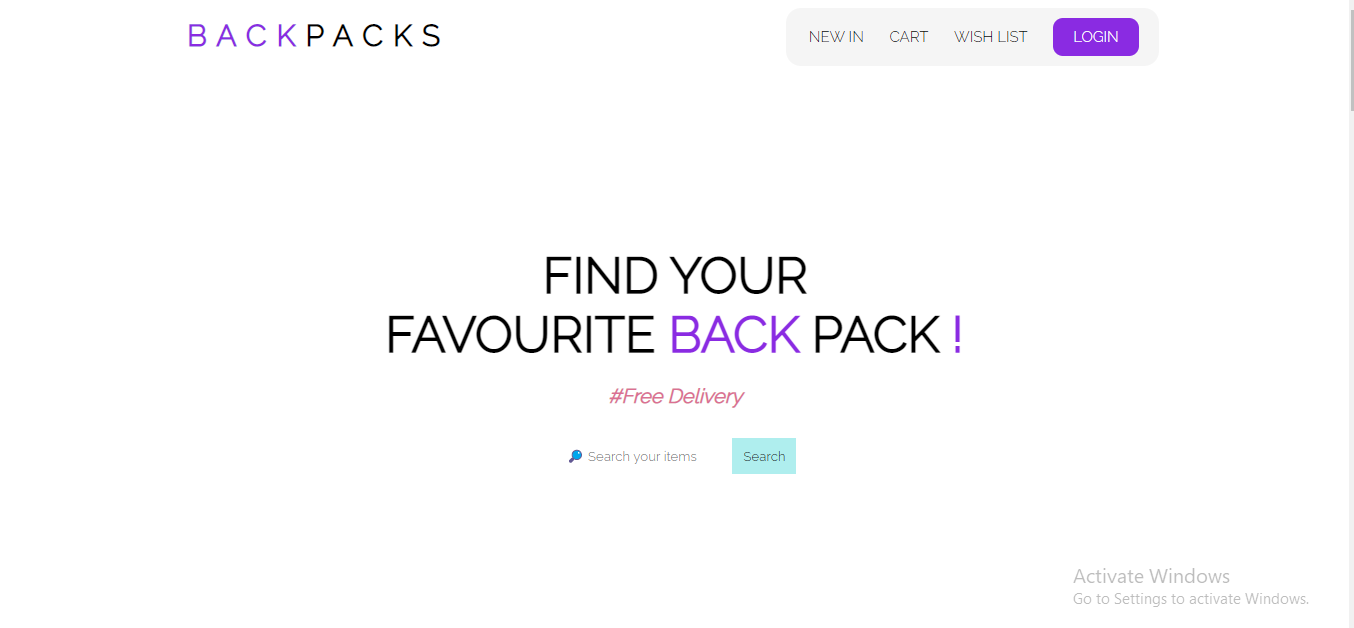 BACKPACKS
NEW IN CART WISH LIST LOGIN
FIND YOUR
FAVOURITE BACK PACK !
#Free Delivery
🔎 Search your items Search
Activate Windows
Go to Settings to activate Windows.